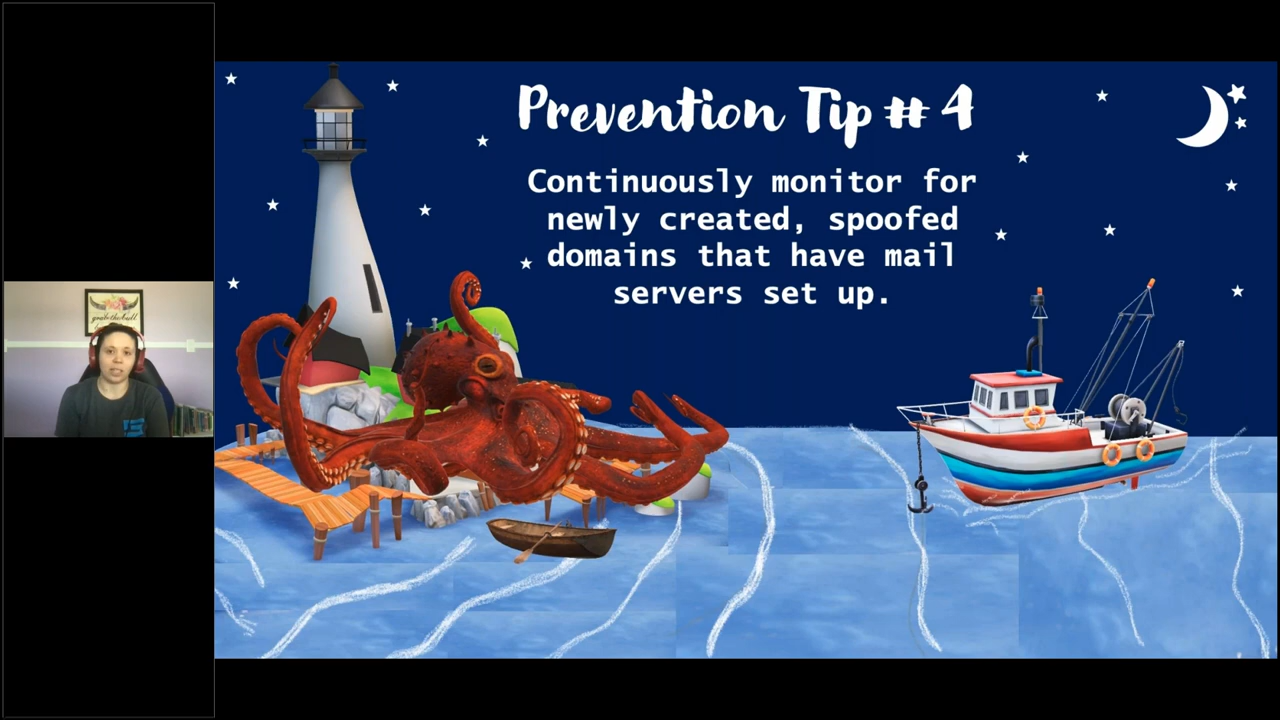 Prevention Tip # 4
Continuously monitor for
newly created, spoofed
domains that have mail
servers set up.